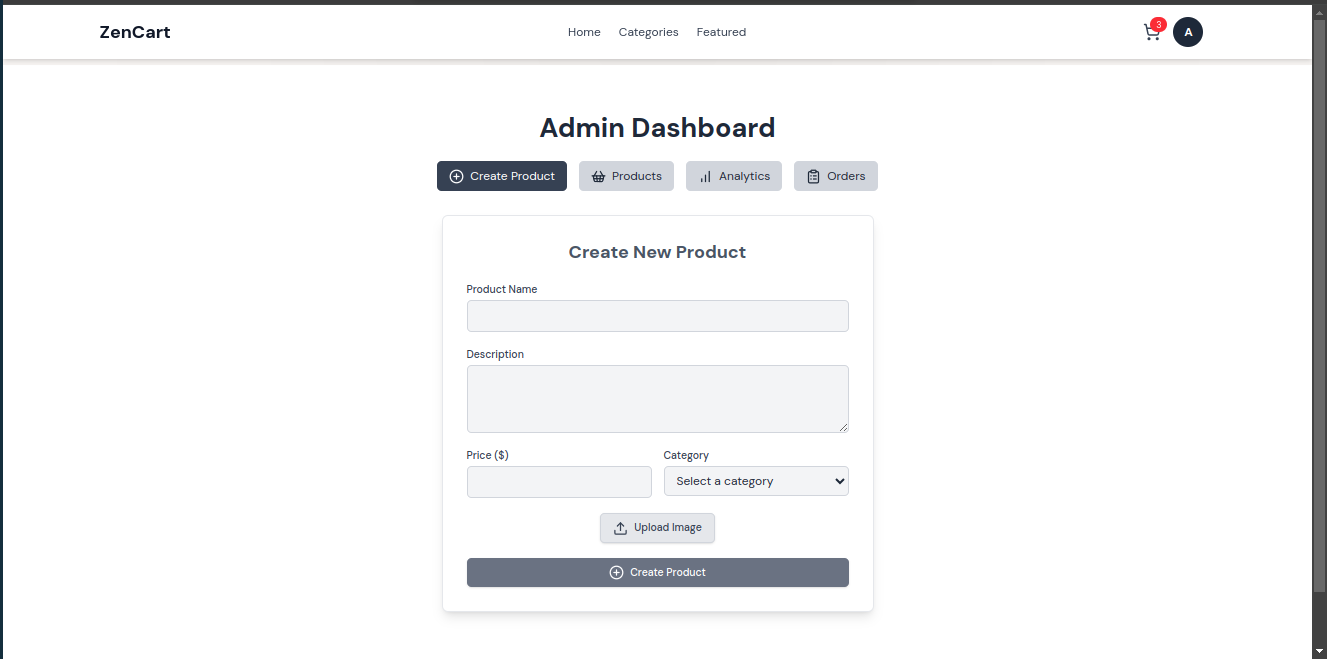 ZenCart
Home Categories Featured
3
A
Admin Dashboard
Create Product
Products
Analytics
Orders
Create New Product
Product Name
Description
Price ($)
Category
Select a category
Upload Image
Create Product